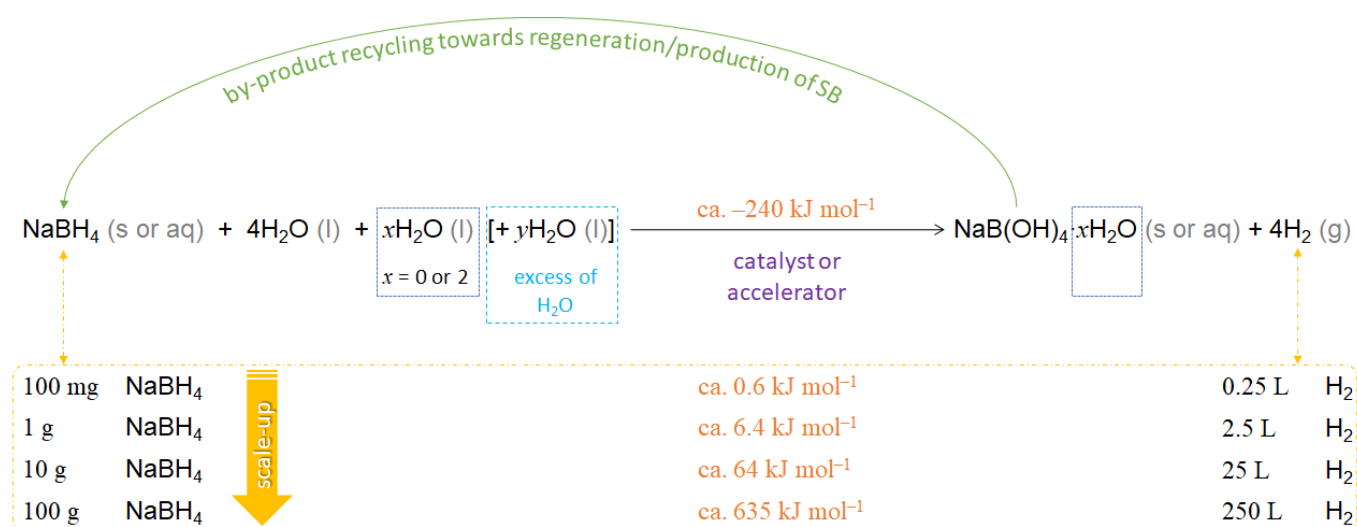 by-product recycling towards regeneration/production of SB
NaBH₄ (s or aq) + 4H₂O (l) + xH₂O (l) [+ yH₂O (l)] ca. –240 kJ mol⁻¹ NaB(OH)₄·xH₂O (s or aq) + 4H₂ (g)
x = 0 or 2
excess of
H₂O
catalyst or
accelerator
100 mg NaBH₄ ca. 0.6 kJ mol⁻¹ 0.25 L H₂
1 g NaBH₄ ca. 6.4 kJ mol⁻¹ 2.5 L H₂
10 g NaBH₄ ca. 64 kJ mol⁻¹ 25 L H₂
100 g NaBH₄ ca. 635 kJ mol⁻¹ 250 L H₂
scale-up